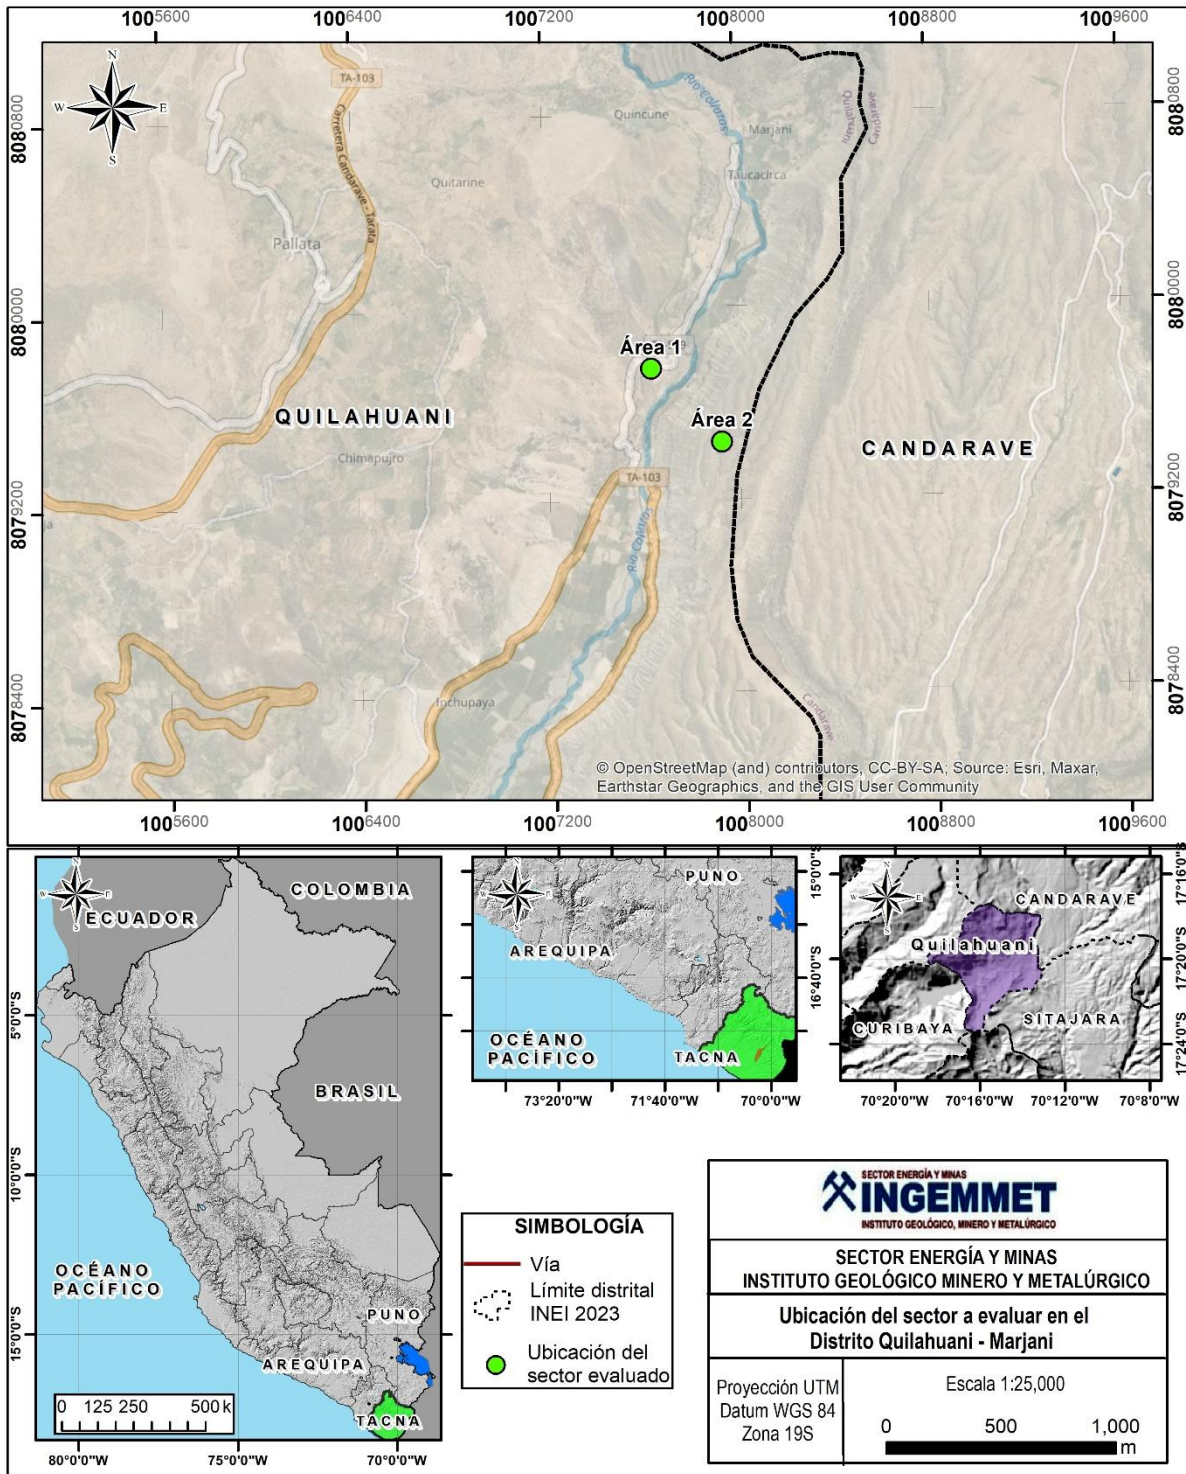 1005600 1006400 1007200 1008000 1008800 1009600
N
W E
S
8080800
8080000
8079200
8078400
8080800
8080000
8079200
8078400
TA-103
Carretera Candarave - Tarata
Río Collazos
Quincune
Marjani
Quilahuani
Candarave
Quitarine
Taucacirca
Pallata
Área 1
Área 2
QUILAHUANI
CANDARAVE
Chimapujro
TA-103
Río Collazos
Inchupaya
Candarave
© OpenStreetMap (and) contributors, CC-BY-SA; Source: Esri, Maxar,
Earthstar Geographics, and the GIS User Community
1005600 1006400 1007200 1008000 1008800 1009600
N
W E
S
COLOMBIA
ECUADOR
BRASIL
OCÉANO
PACÍFICO
PUNO
AREQUIPA
TACNA
0 125 250 500 k
5°0'0"S
10°0'0"S
15°0'0"S
80°0'0"W 75°0'0"W 70°0'0"W
N
W E
S
PUNO
AREQUIPA
OCÉANO
PACÍFICO
TACNA
15°0'0"S
16°40'0"S
73°20'0"W 71°40'0"W 70°0'0"W
N
W E
S
CANDARAVE
Quilahuani
CURIBAYA
SITAJARA
17°16'0"S
17°20'0"S
17°24'0"S
70°20'0"W 70°16'0"W 70°12'0"W 70°8'0"W
SIMBOLOGÍA
Vía
Límite distrital
INEI 2023
Ubicación del
sector evaluado
SECTOR ENERGÍA Y MINAS
INGEMMET
INSTITUTO GEOLÓGICO, MINERO Y METALÚRGICO
SECTOR ENERGÍA Y MINAS
INSTITUTO GEOLÓGICO MINERO Y METALÚRGICO
Ubicación del sector a evaluar en el
Distrito Quilahuani - Marjani
Proyección UTM
Datum WGS 84
Zona 19S
Escala 1:25,000
0 500 1,000
m